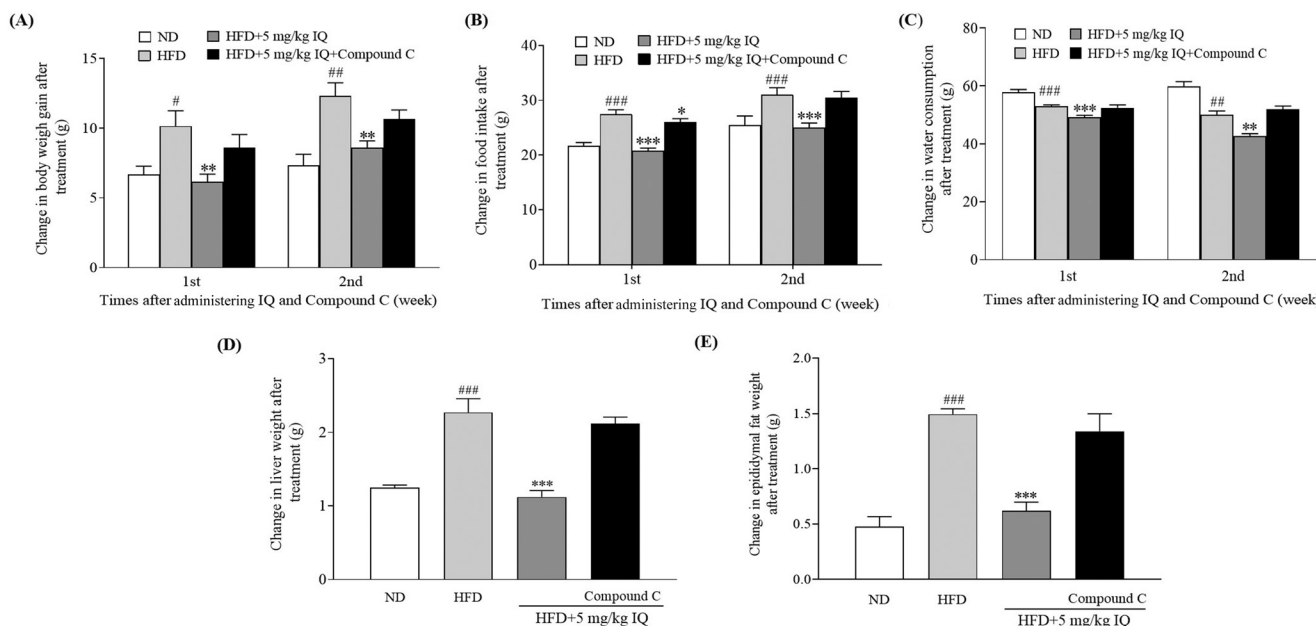 (A)
ND
HFD+5 mg/kg IQ
HFD
HFD+5 mg/kg IQ+Compound C
Change in body weigh gain after
treatment (g)
15
10
5
0
#
**
##
**
1st
2nd
Times after administering IQ and Compound C (week)
(B)
ND
HFD+5 mg/kg IQ
HFD
HFD+5 mg/kg IQ+Compound C
Change in food intake after
treatment (g)
40
30
20
10
0
###
***
*
###
***
1st
2nd
Times after administering IQ and Compound C (week)
(C)
ND
HFD+5 mg/kg IQ
HFD
HFD+5 mg/kg IQ+Compound C
Change in water consumption
after treatment (g)
80
60
40
20
0
###
***
##
**
1st
2nd
Times after administering IQ and Compound C (week)
(D)
Change in liver weight after
treatment (g)
3
2
1
0
###
***
ND
HFD
Compound C
HFD+5 mg/kg IQ
(E)
Change in epididymal fat weight
after treatment (g)
2.0
1.5
1.0
0.5
0.0
###
***
ND
HFD
Compound C
HFD+5 mg/kg IQ